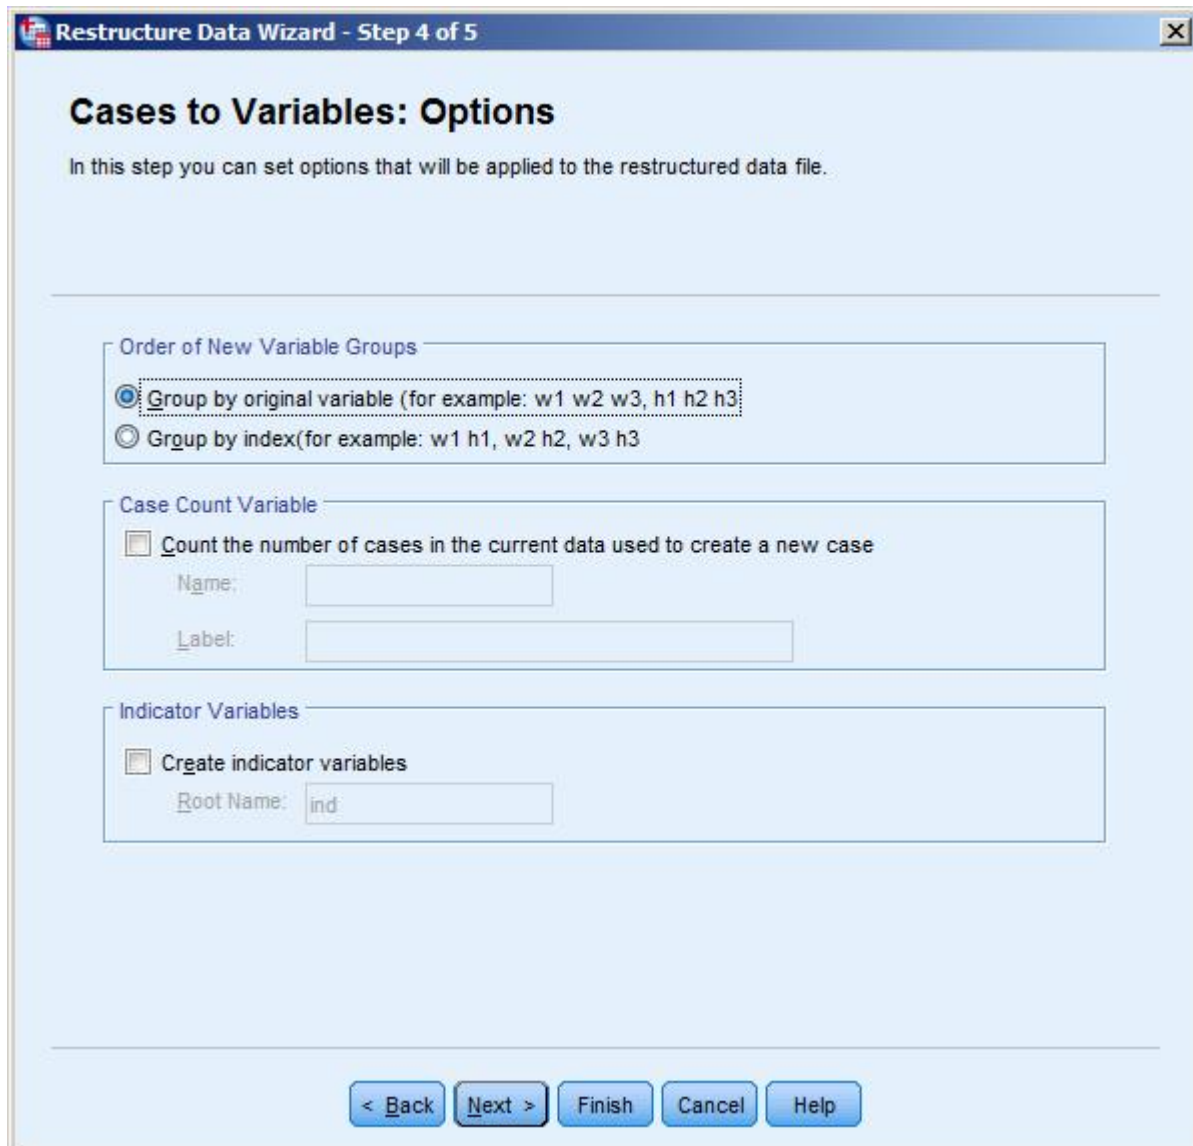 Restructure Data Wizard - Step 4 of 5
Cases to Variables: Options
In this step you can set options that will be applied to the restructured data file.
Order of New Variable Groups
Group by original variable (for example: w1 w2 w3, h1 h2 h3
Group by index(for example: w1 h1, w2 h2, w3 h3
Case Count Variable
Count the number of cases in the current data used to create a new case
Name:
Label:
Indicator Variables
Create indicator variables
Root Name: ind
< Back Next > Finish Cancel Help